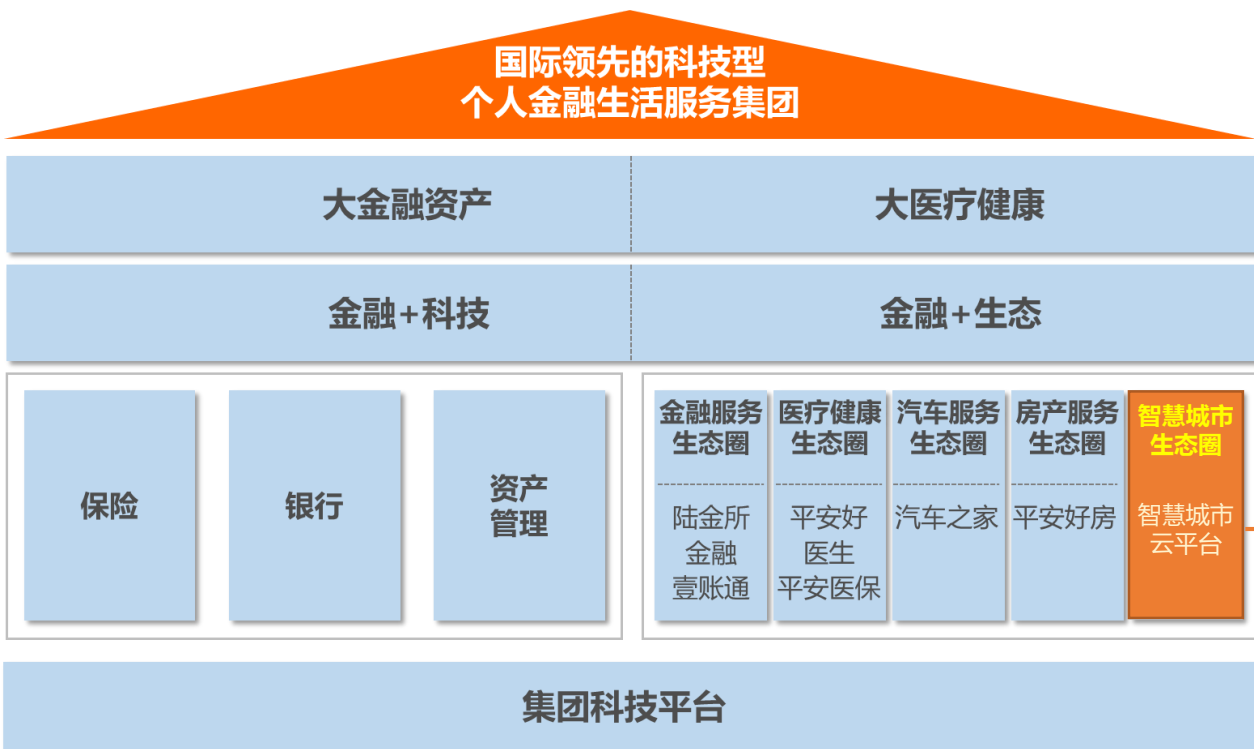 国际领先的科技型
个人金融生活服务集团
大金融资产
大医疗健康
金融+科技
金融+生态
保险
银行
资产
管理
金融服务
生态圈
陆金所
金融
壹账通
医疗健康
生态圈
平安好
医生
平安医保
汽车服务
生态圈
汽车之家
房产服务
生态圈
平安好房
智慧城市
生态圈
智慧城市
云平台
集团科技平台